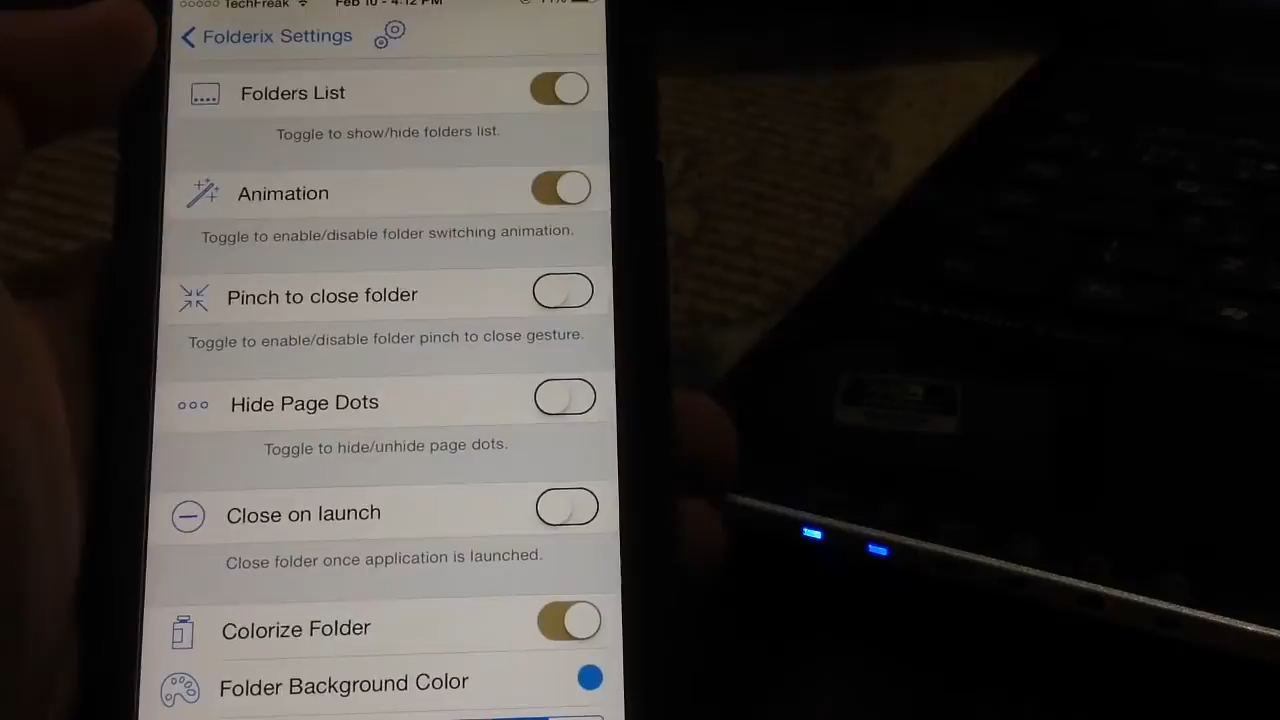 TechFreak Feb 10 - 4:12 PM
Folderix Settings
Folders List
Toggle to show/hide folders list.
Animation
Toggle to enable/disable folder switching animation.
Pinch to close folder
Toggle to enable/disable folder pinch to close gesture.
Hide Page Dots
Toggle to hide/unhide page dots.
Close on launch
Close folder once application is launched.
Colorize Folder
Folder Background Color